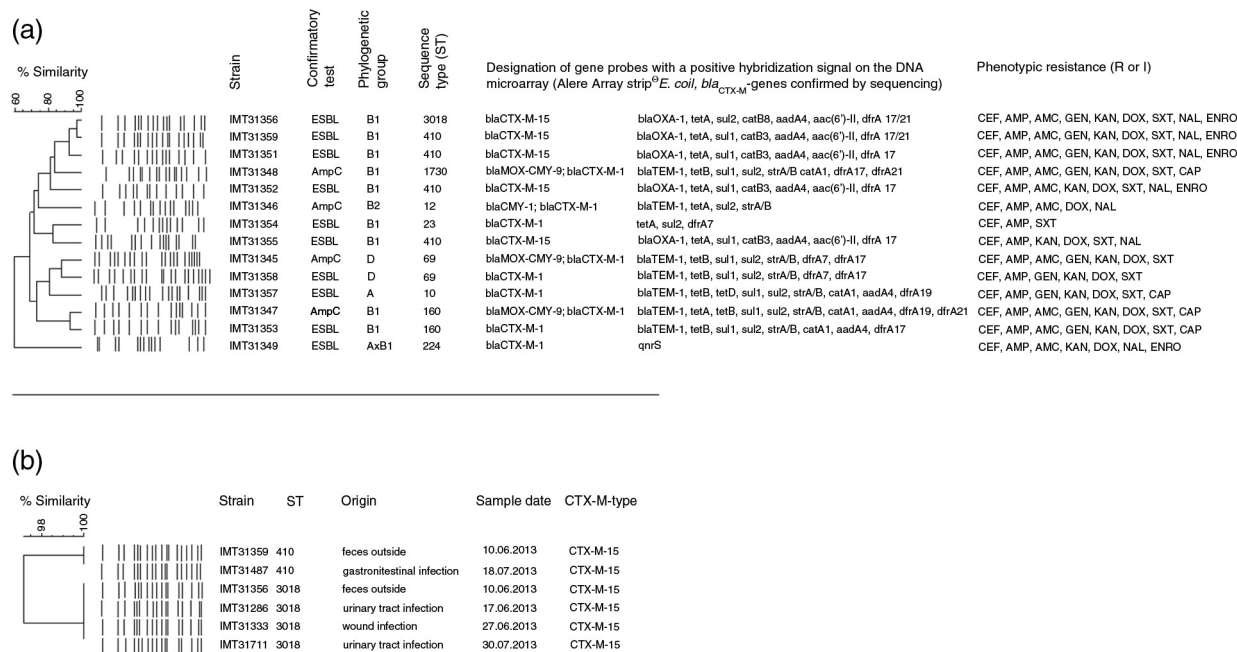 (a)
% Similarity
60 80 100
Strain
Confirmatory test
Phylogenetic group
Sequence type (ST)
Designation of gene probes with a positive hybridization signal on the DNA
microarray (Alere Array strip®E. coil, blaCTX-M-genes confirmed by sequencing)
Phenotypic resistance (R or I)
IMT31356 ESBL B1 3018 blaCTX-M-15 blaOXA-1, tetA, sul2, catB8, aadA4, aac(6')-II, dfrA 17/21 CEF, AMP, AMC, GEN, KAN, DOX, SXT, NAL, ENRO
IMT31359 ESBL B1 410 blaCTX-M-15 blaOXA-1, tetA, sul1, catB3, aadA4, aac(6')-II, dfrA 17/21 CEF, AMP, AMC, GEN, KAN, DOX, SXT, NAL, ENRO
IMT31351 ESBL B1 410 blaCTX-M-15 blaOXA-1, tetA, sul1, catB3, aadA4, aac(6')-II, dfrA 17 CEF, AMP, AMC, GEN, KAN, DOX, SXT, NAL, ENRO
IMT31348 AmpC B1 1730 blaMOX-CMY-9; blaCTX-M-1 blaTEM-1, tetB, sul1, sul2, strA/B catA1, dfrA17, dfrA21 CEF, AMP, AMC, GEN, KAN, DOX, SXT, CAP
IMT31352 ESBL B1 410 blaCTX-M-15 blaOXA-1, tetA, sul1, catB3, aadA4, aac(6')-II, dfrA 17 CEF, AMP, AMC, KAN, DOX, SXT, NAL, ENRO
IMT31346 AmpC B2 12 blaCMY-1; blaCTX-M-1 blaTEM-1, tetA, sul2, strA/B CEF, AMP, AMC, DOX, NAL
IMT31354 ESBL B1 23 blaCTX-M-1 tetA, sul2, dfrA7 CEF, AMP, SXT
IMT31355 ESBL B1 410 blaCTX-M-15 blaOXA-1, tetA, sul1, catB3, aadA4, aac(6')-II, dfrA 17 CEF, AMP, KAN, DOX, SXT, NAL
IMT31345 AmpC D 69 blaMOX-CMY-9; blaCTX-M-1 blaTEM-1, tetB, sul1, sul2, strA/B, dfrA7, dfrA17 CEF, AMP, AMC, GEN, KAN, DOX, SXT
IMT31358 ESBL D 69 blaCTX-M-1 blaTEM-1, tetB, sul1, sul2, strA/B, dfrA7, dfrA17 CEF, AMP, GEN, KAN, DOX, SXT
IMT31357 ESBL A 10 blaCTX-M-1 blaTEM-1, tetB, tetD, sul1, sul2, strA/B, catA1, aadA4, dfrA19 CEF, AMP, GEN, KAN, DOX, SXT, CAP
IMT31347 AmpC B1 160 blaMOX-CMY-9; blaCTX-M-1 blaTEM-1, tetA, tetB, sul1, sul2, strA/B, catA1, aadA4, dfrA19, dfrA21 CEF, AMP, AMC, GEN, KAN, DOX, SXT, CAP
IMT31353 ESBL B1 160 blaCTX-M-1 blaTEM-1, tetB, sul1, sul2, strA/B, catA1, aadA4, dfrA17 CEF, AMP, AMC, GEN, KAN, DOX, SXT, CAP
IMT31349 ESBL AxB1 224 blaCTX-M-1 qnrS CEF, AMP, AMC, KAN, DOX, NAL, ENRO
(b)
% Similarity Strain ST Origin Sample date CTX-M-type
98 100
IMT31359 410 feces outside 10.06.2013 CTX-M-15
IMT31487 410 gastronitestinal infection 18.07.2013 CTX-M-15
IMT31356 3018 feces outside 10.06.2013 CTX-M-15
IMT31286 3018 urinary tract infection 17.06.2013 CTX-M-15
IMT31333 3018 wound infection 27.06.2013 CTX-M-15
IMT31711 3018 urinary tract infection 30.07.2013 CTX-M-15